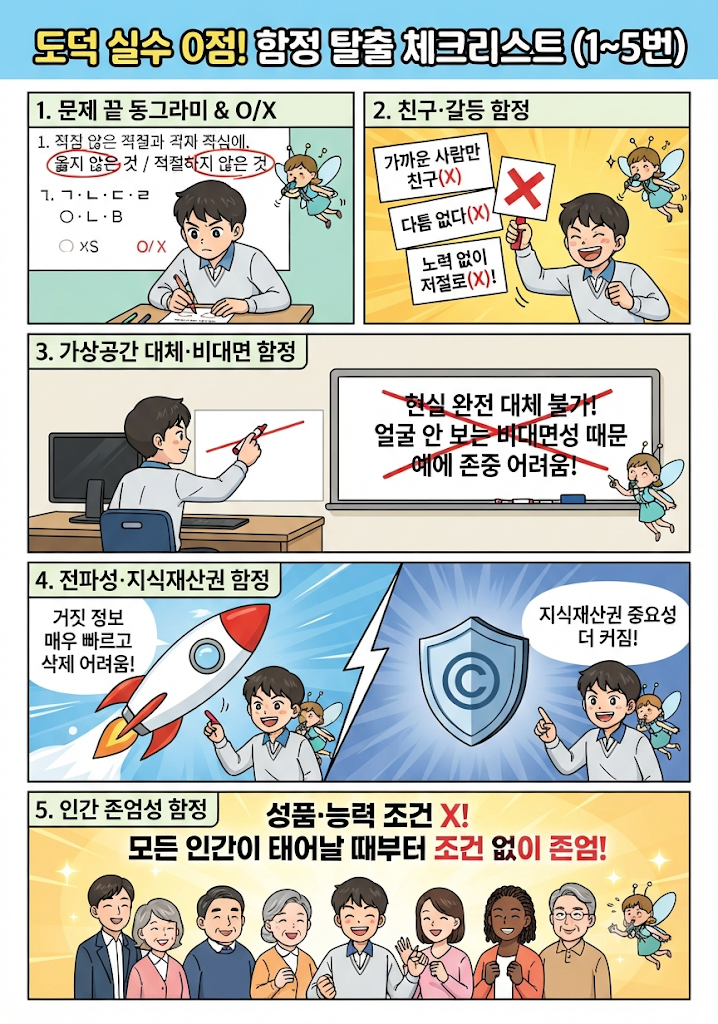 도덕 실수 0점! 함정 탈출 체크리스트 (1~5번)
1. 문제 끝 동그라미 & O/X
옳지 않은 것 / 적절하지 않은 것
ㄱ·ㄴ·ㄷ·ㄹ
O·ㄴ·B
O/X
2. 친구·갈등 함정
가까운 사람만
친구(X)
다툼 없다(X)
노력 없이
저절로(X)!
3. 가상공간 대체·비대면 함정
현실 완전 대체 불가!
얼굴 안 보는 비대면성 때문
예에 존중 어려움!
4. 전파성·지식재산권 함정
거짓 정보
매우 빠르고
삭제 어려움!
지식재산권 중요성
더 커짐!
©
5. 인간 존엄성 함정
성품·능력 조건 X!
모든 인간이 태어날 때부터 조건 없이 존엄!